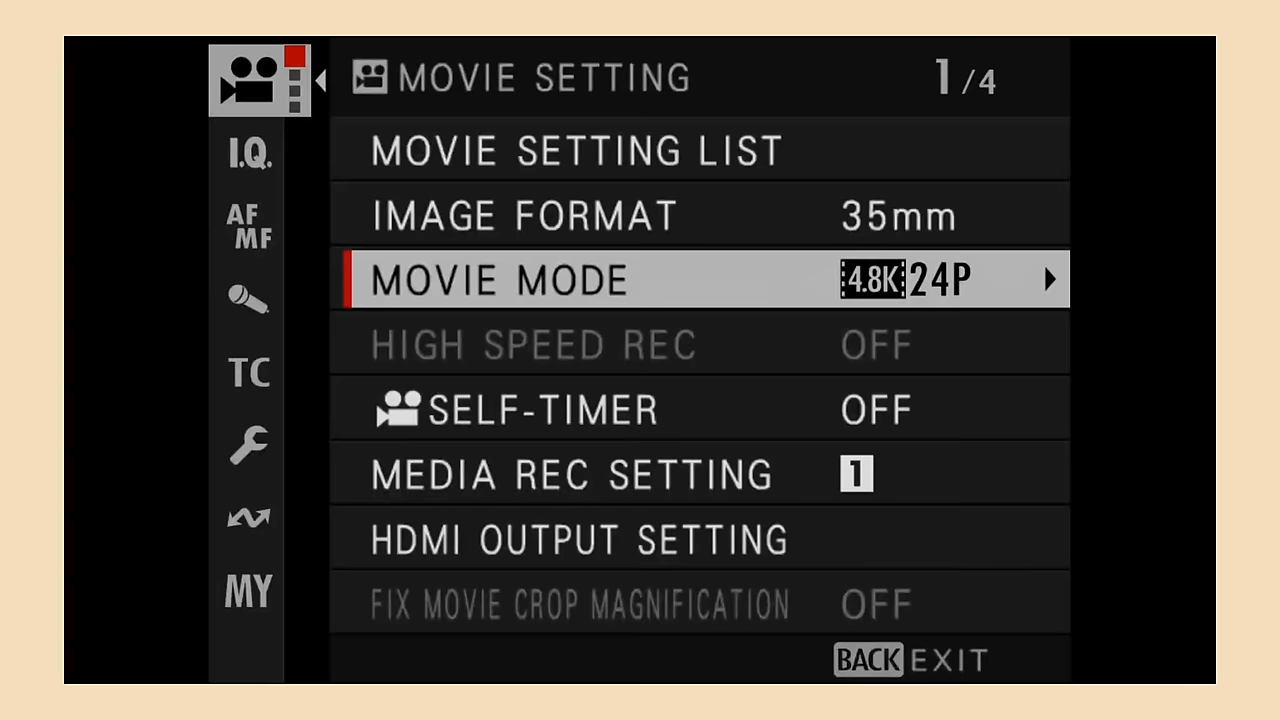 MOVIE SETTING 1/4
I.Q.
AF
MF
TC
MY
MOVIE SETTING LIST
IMAGE FORMAT 35mm
MOVIE MODE 4.8K 24P
HIGH SPEED REC OFF
SELF-TIMER OFF
MEDIA REC SETTING 1
HDMI OUTPUT SETTING
FIX MOVIE CROP MAGNIFICATION OFF
BACK EXIT